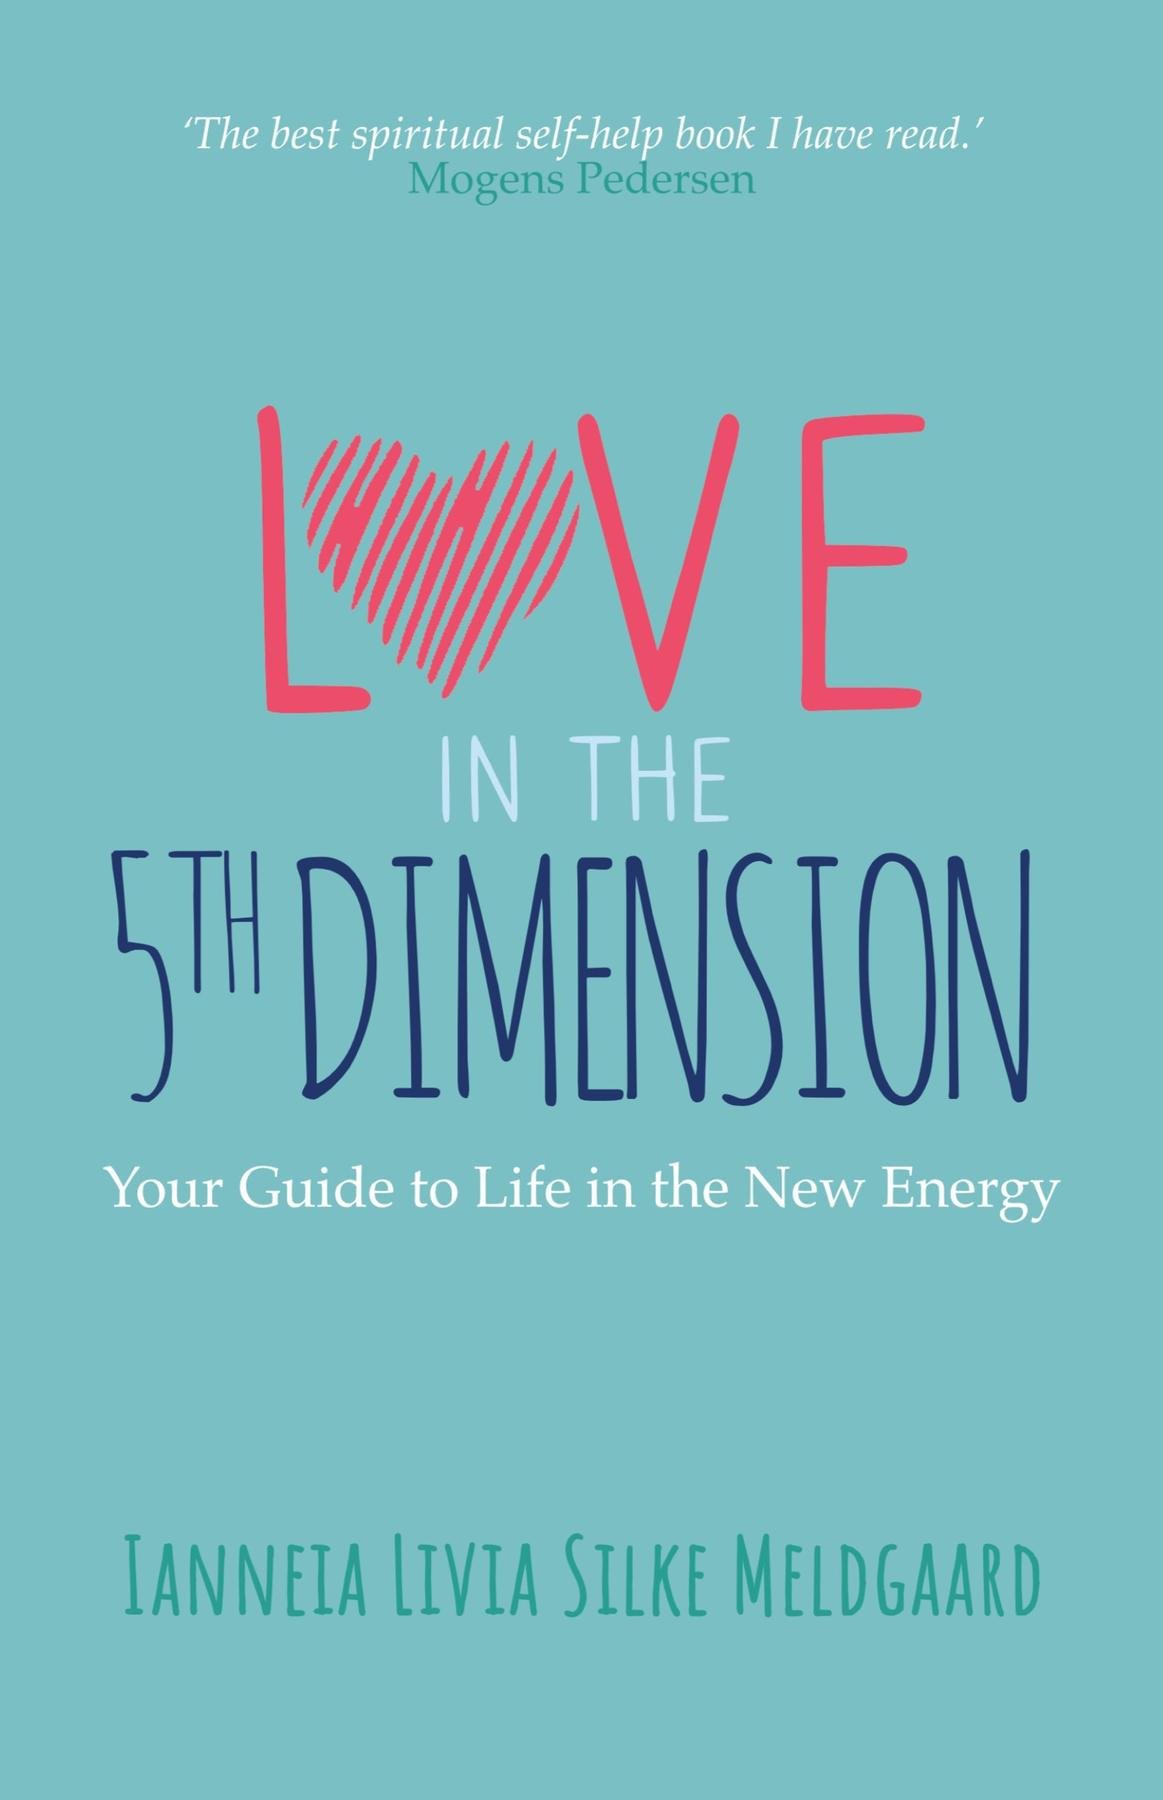 ‘The best spiritual self-help book I have read.’
Mogens Pedersen
LOVE
IN THE
5TH DIMENSION
Your Guide to Life in the New Energy
IANNEIA LIVIA SILKE MELDGAARD